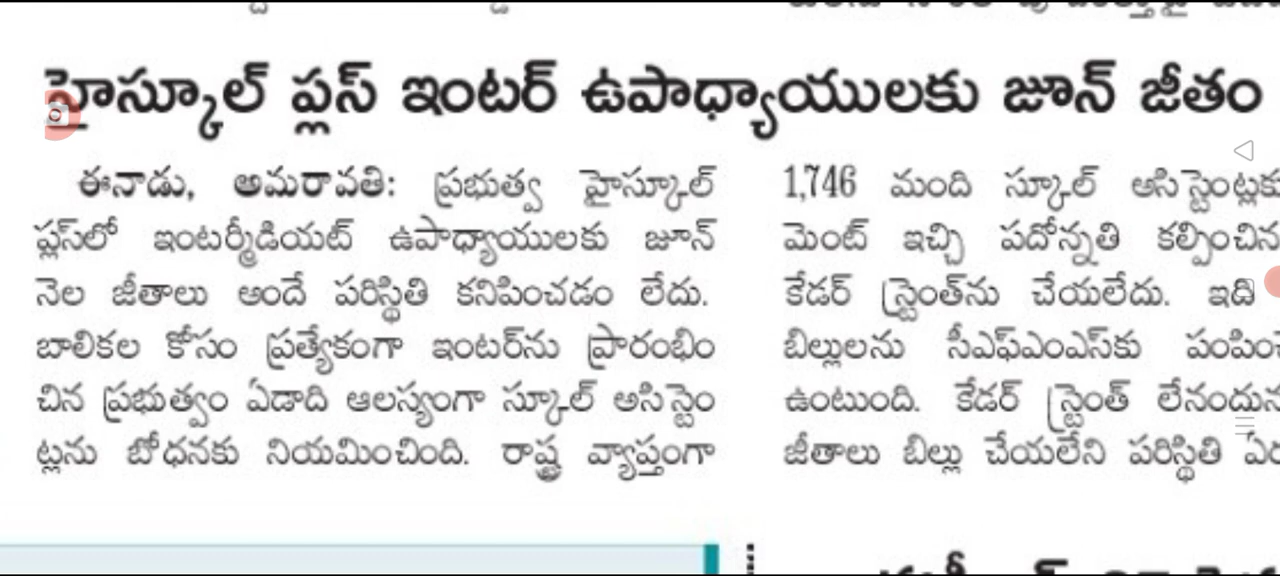 హైస్కూల్ ప్లస్ ఇంటర్ ఉపాధ్యాయులకు జూన్ జీతం
ఈనాడు, అమరావతి: ప్రభుత్వ హైస్కూల్
ప్లస్‌లో ఇంటర్మీడియట్ ఉపాధ్యాయులకు జూన్
నెల జీతాలు అందే పరిస్థితి కనిపించడం లేదు.
బాలికల కోసం ప్రత్యేకంగా ఇంటర్‌ను ప్రారంభిం
చిన ప్రభుత్వం ఏడాది ఆలస్యంగా స్కూల్ అసిస్టెం
ట్లను బోధనకు నియమించింది. రాష్ట్ర వ్యాప్తంగా
1,746 మంది స్కూల్ అసిస్టెంట్లకు
మెంట్ ఇచ్చి పదోన్నతి కల్పించిన
కేడర్ స్ట్రెంత్‌ను చేయలేదు. ఇది
బిల్లులను సీఎఫ్ఎంఎస్‌కు
ఉంటుంది. కేడర్ స్ట్రెంత్
జీతాలు బిల్లు చేయలేని పరిస్థితి